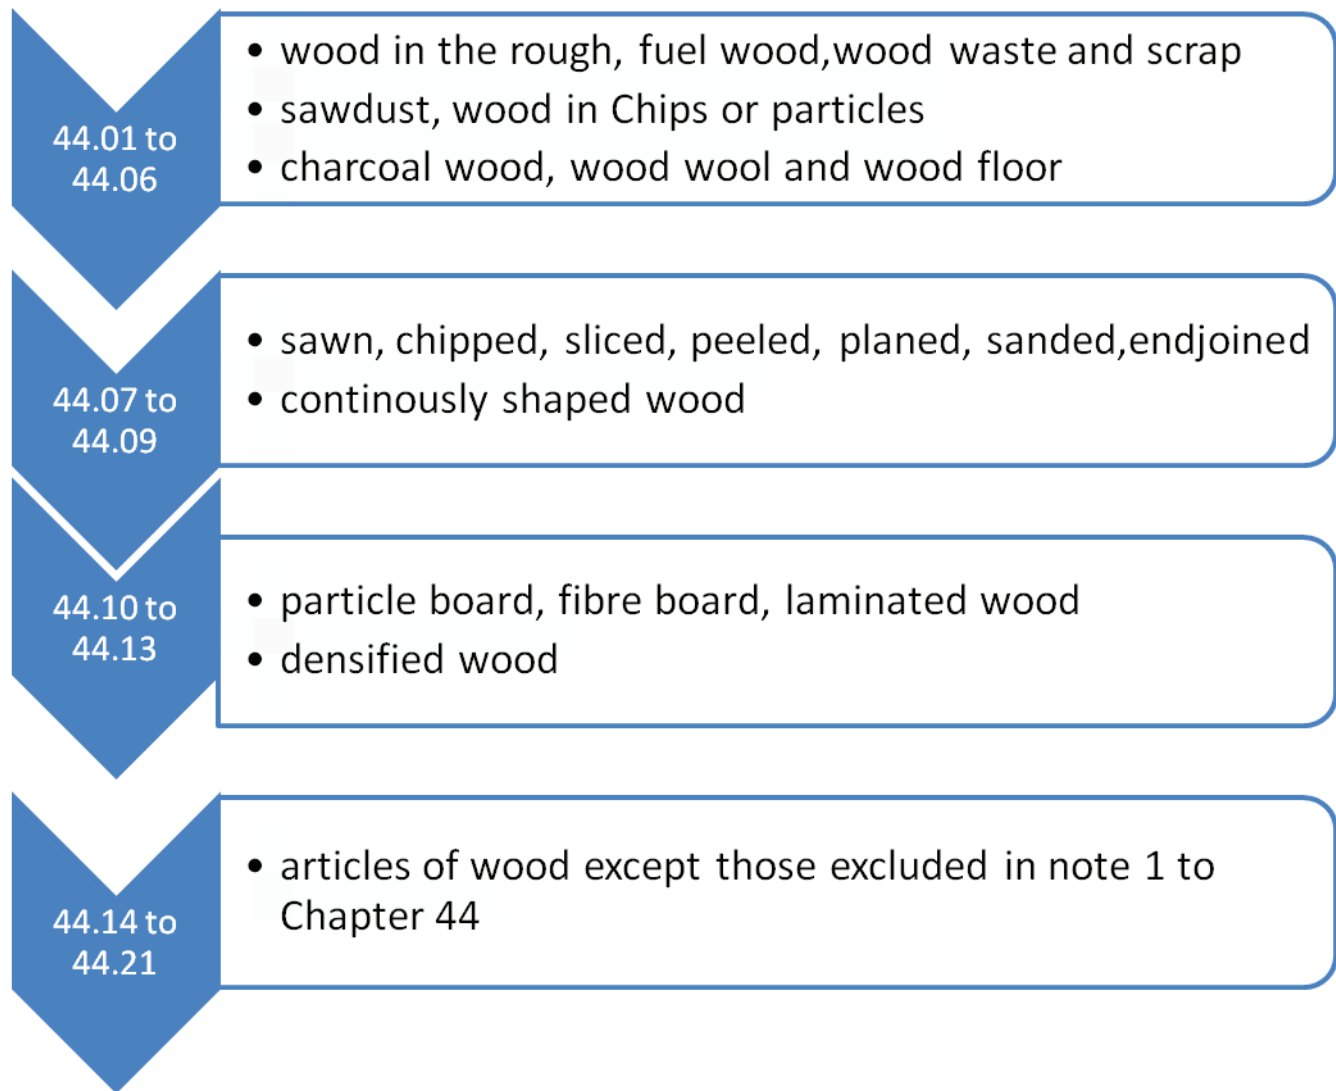 44.01 to
44.06
• wood in the rough, fuel wood,wood waste and scrap
• sawdust, wood in Chips or particles
• charcoal wood, wood wool and wood floor
44.07 to
44.09
• sawn, chipped, sliced, peeled, planed, sanded,endjoined
• continously shaped wood
44.10 to
44.13
• particle board, fibre board, laminated wood
• densified wood
44.14 to
44.21
• articles of wood except those excluded in note 1 to
Chapter 44